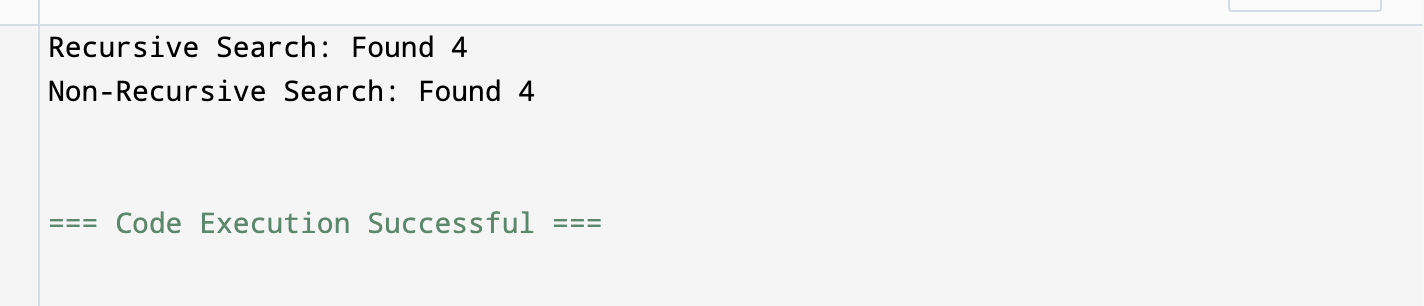 Recursive Search: Found 4
Non-Recursive Search: Found 4
=== Code Execution Successful ===